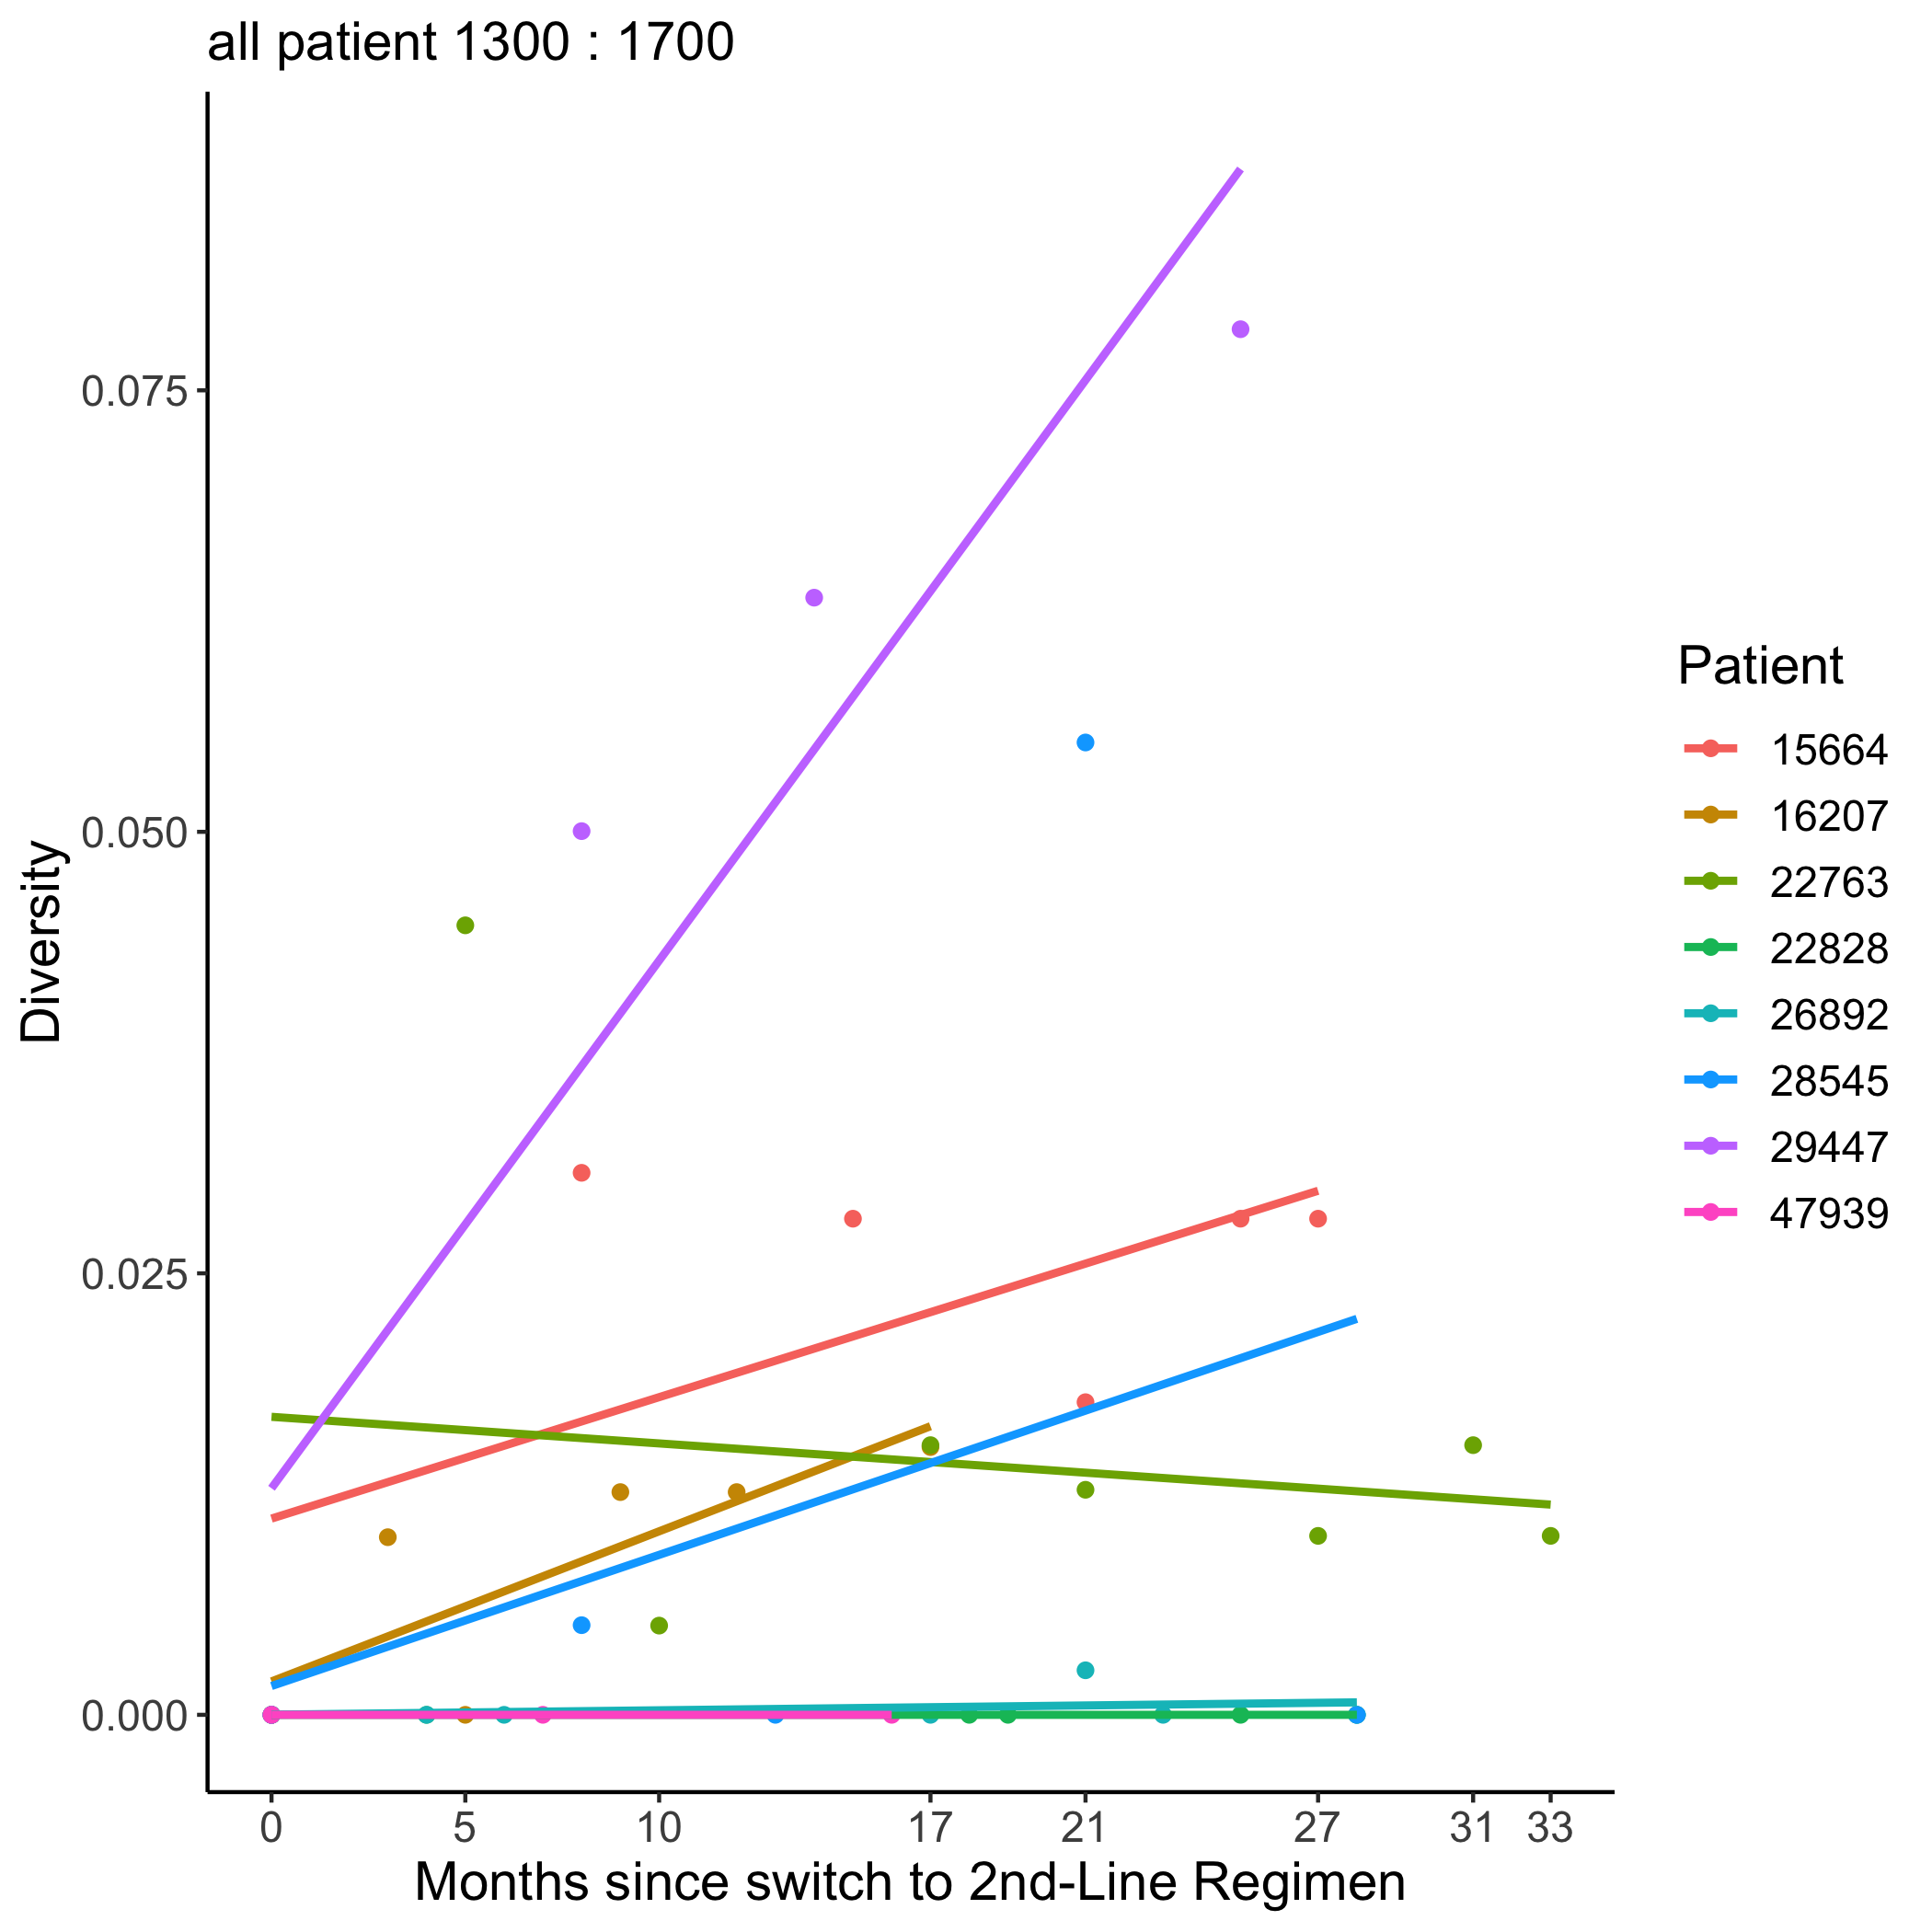 all patient 1300 : 1700
Diversity
0.075
0.050
0.025
0.000
0 5 10 17 21 27 31 33
Months since switch to 2nd-Line Regimen
Patient
15664
16207
22763
22828
26892
28545
29447
47939